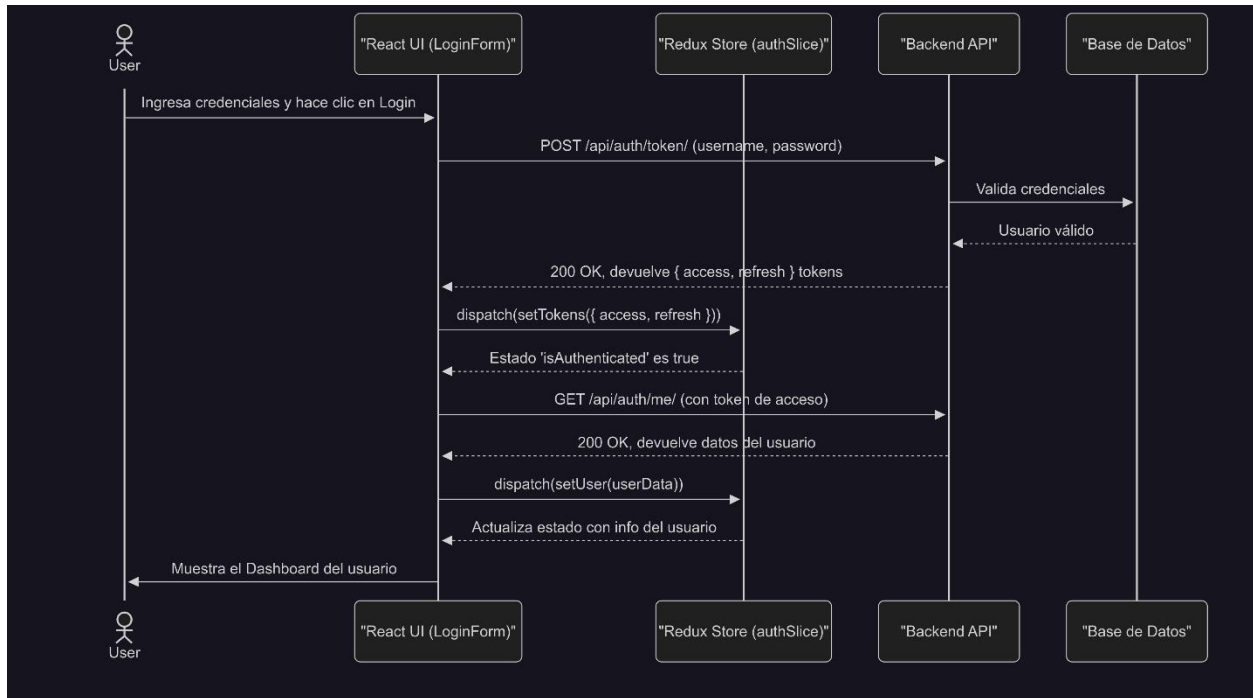 User
"React UI (LoginForm)"
"Redux Store (authSlice)"
"Backend API"
"Base de Datos"
Ingresa credenciales y hace clic en Login
POST /api/auth/token/ (username, password)
Valida credenciales
Usuario válido
200 OK, devuelve { access, refresh } tokens
dispatch(setTokens({ access, refresh }))
Estado 'isAuthenticated' es true
GET /api/auth/me/ (con token de acceso)
200 OK, devuelve datos del usuario
dispatch(setUser(userData))
Actualiza estado con info del usuario
Muestra el Dashboard del usuario
User
"React UI (LoginForm)"
"Redux Store (authSlice)"
"Backend API"
"Base de Datos"